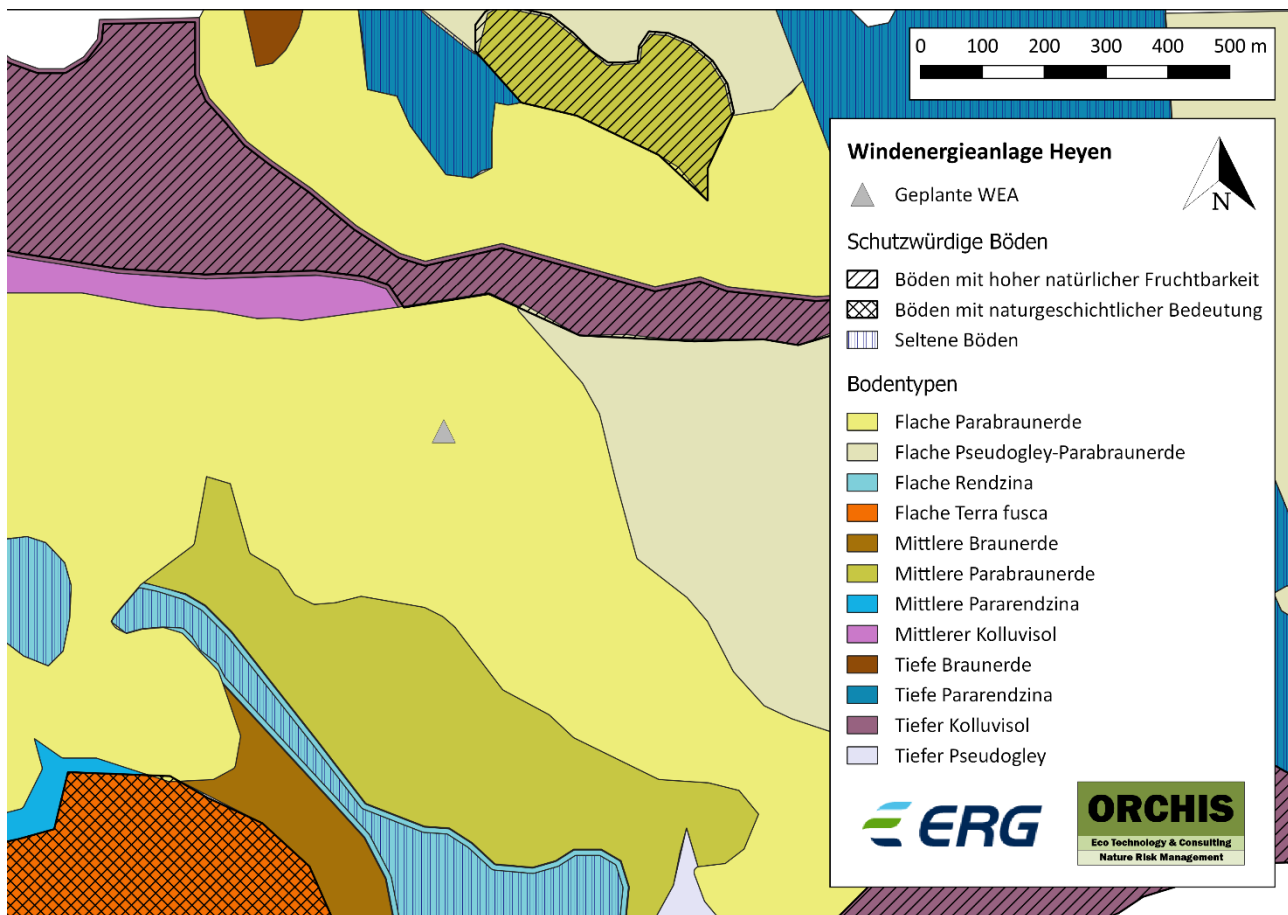 0 100 200 300 400 500 m
Windenergieanlage Heyen
Geplante WEA
N
Schutzwürdige Böden
Böden mit hoher natürlicher Fruchtbarkeit
Böden mit naturgeschichtlicher Bedeutung
Seltene Böden
Bodentypen
Flache Parabraunerde
Flache Pseudogley-Parabraunerde
Flache Rendzina
Flache Terra fusca
Mittlere Braunerde
Mittlere Parabraunerde
Mittlere Pararendzina
Mittlerer Kolluvisol
Tiefe Braunerde
Tiefe Pararendzina
Tiefer Kolluvisol
Tiefer Pseudogley
ERG
ORCHIS
Eco Technology & Consulting
Nature Risk Management